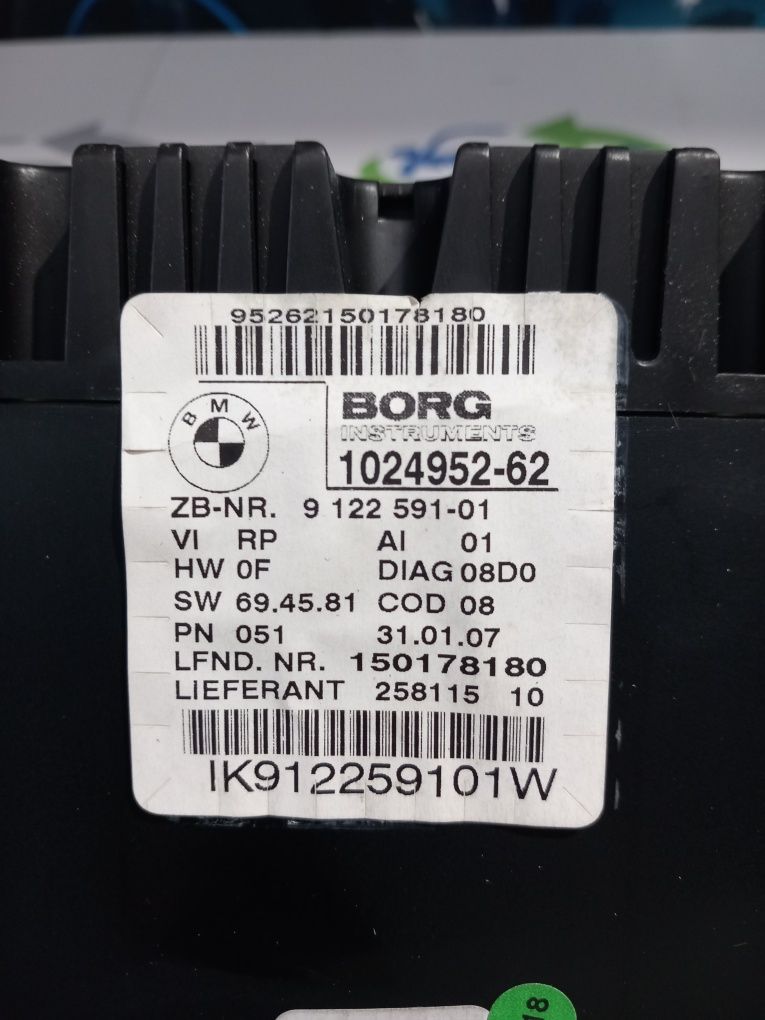 95262150178180
BMW
BORG
INSTRUMENTS
1024952-62
ZB-NR. 9 122 591-01
VI RP AI 01
HW 0F DIAG 08D0
SW 69.45.81 COD 08
PN 051 31.01.07
LFND. NR. 150178180
LIEFERANT 258115 10
IK912259101W